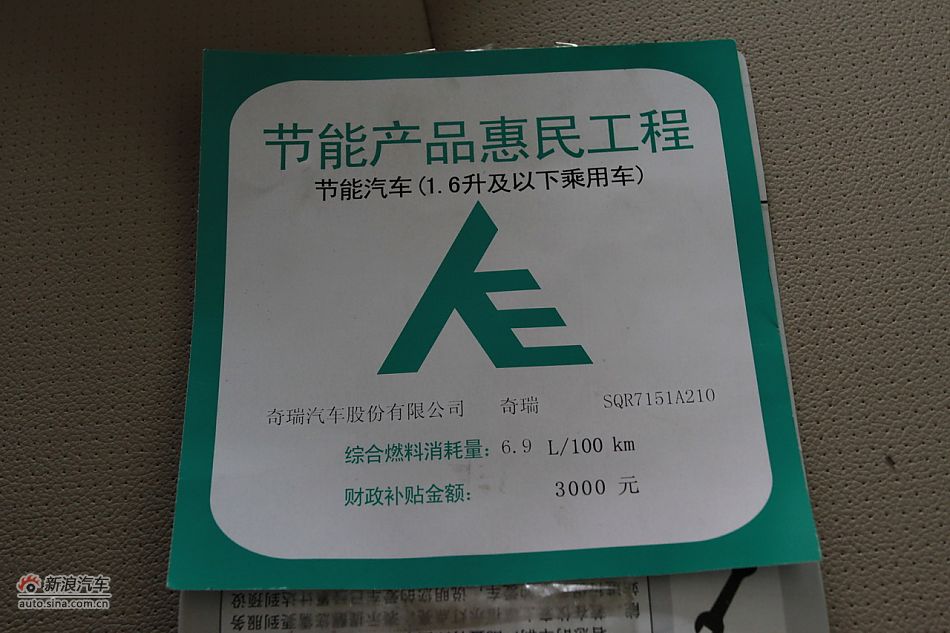 节能产品惠民工程
节能汽车(1.6升及以下乘用车)
奇瑞汽车股份有限公司 奇瑞 SQR7151A210
综合燃料消耗量: 6.9 L/100 km
财政补贴金额: 3000 元
新浪汽车
auto.sina.com.cn